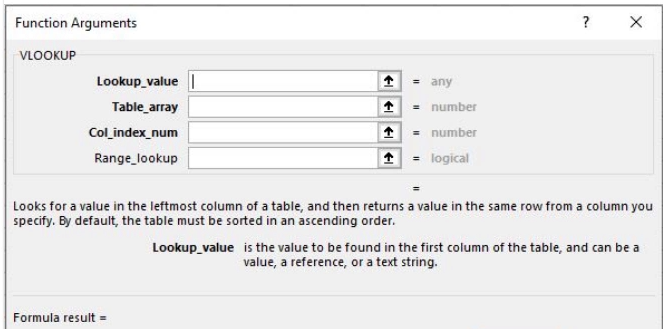 Function Arguments ? ×
VLOOKUP
Lookup_value = any
Table_array = number
Col_index_num = number
Range_lookup = logical
=
Looks for a value in the leftmost column of a table, and then returns a value in the same row from a column you
specify. By default, the table must be sorted in an ascending order.
Lookup_value is the value to be found in the first column of the table, and can be a
value, a reference, or a text string.
Formula result =